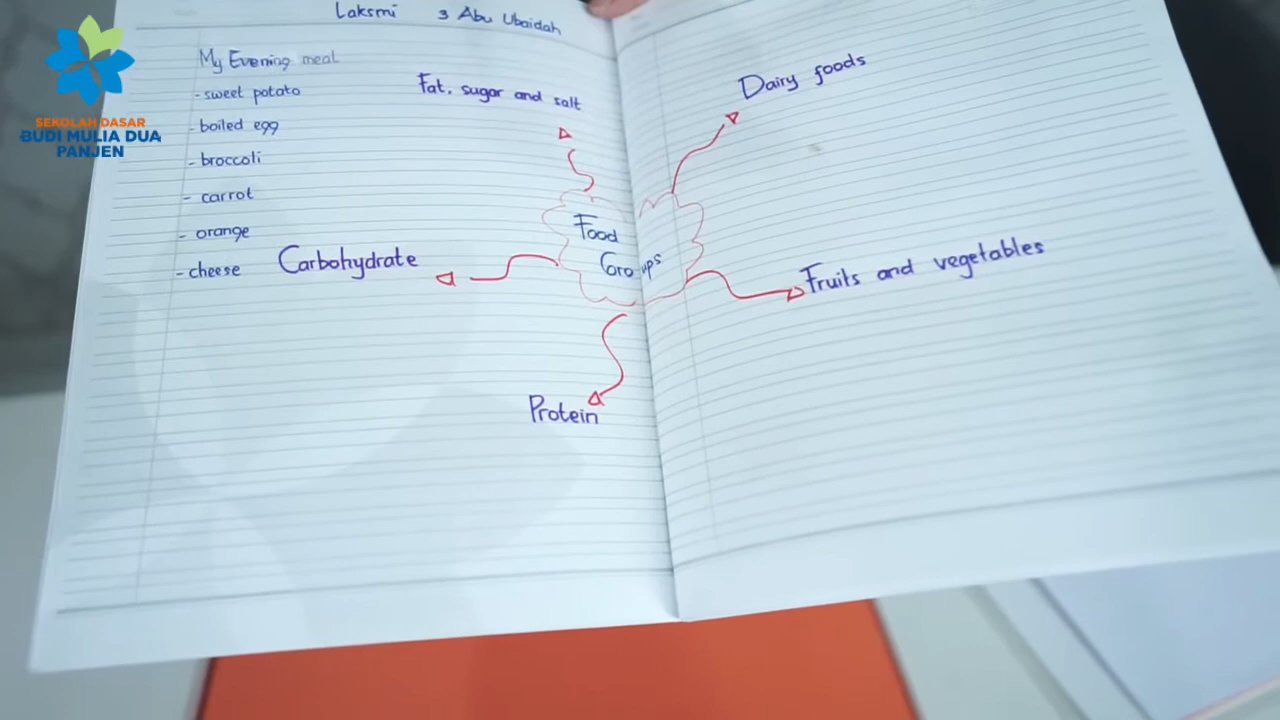 Laksmi 3 Abu Ubaidah
SEKOLAH DASAR
BUDI MULIA DUA
PANJEN
My Evening meal
- sweet potato
- boiled egg
- broccoli
- carrot
- orange
- cheese
Fat, sugar and salt
Dairy foods
Food
Groups
Carbohydrate
Fruits and vegetables
Protein